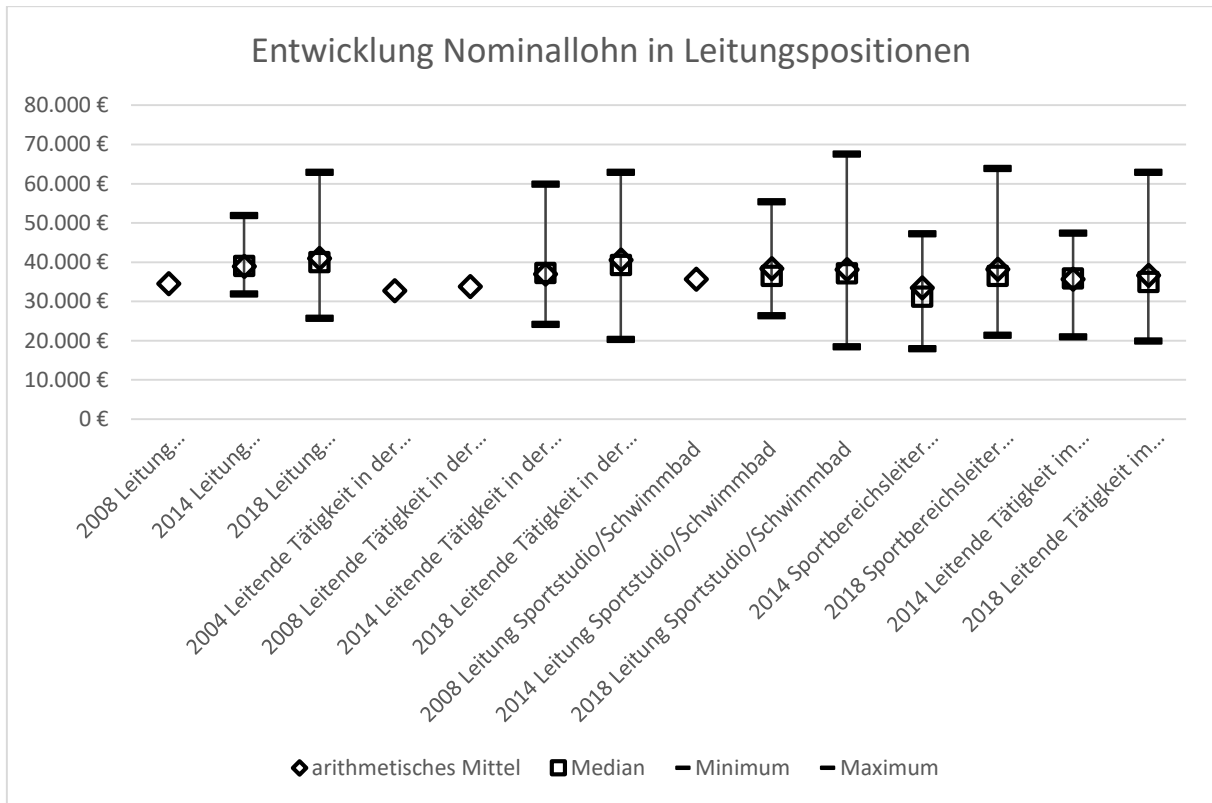 Entwicklung Nominallohn in Leitungspositionen
80.000 €
70.000 €
60.000 €
50.000 €
40.000 €
30.000 €
20.000 €
10.000 €
0 €
2008 Leitung...
2014 Leitung...
2018 Leitung...
2004 Leitende Tätigkeit in der...
2008 Leitende Tätigkeit in der...
2014 Leitende Tätigkeit in der...
2018 Leitende Tätigkeit in der...
2008 Leitung Sportstudio/Schwimmbad
2014 Leitung Sportstudio/Schwimmbad
2018 Leitung Sportstudio/Schwimmbad
2014 Sportbereichsleiter...
2018 Sportbereichsleiter...
2014 Leitende Tätigkeit im...
2018 Leitende Tätigkeit im...
arithmetisches Mittel Median Minimum Maximum